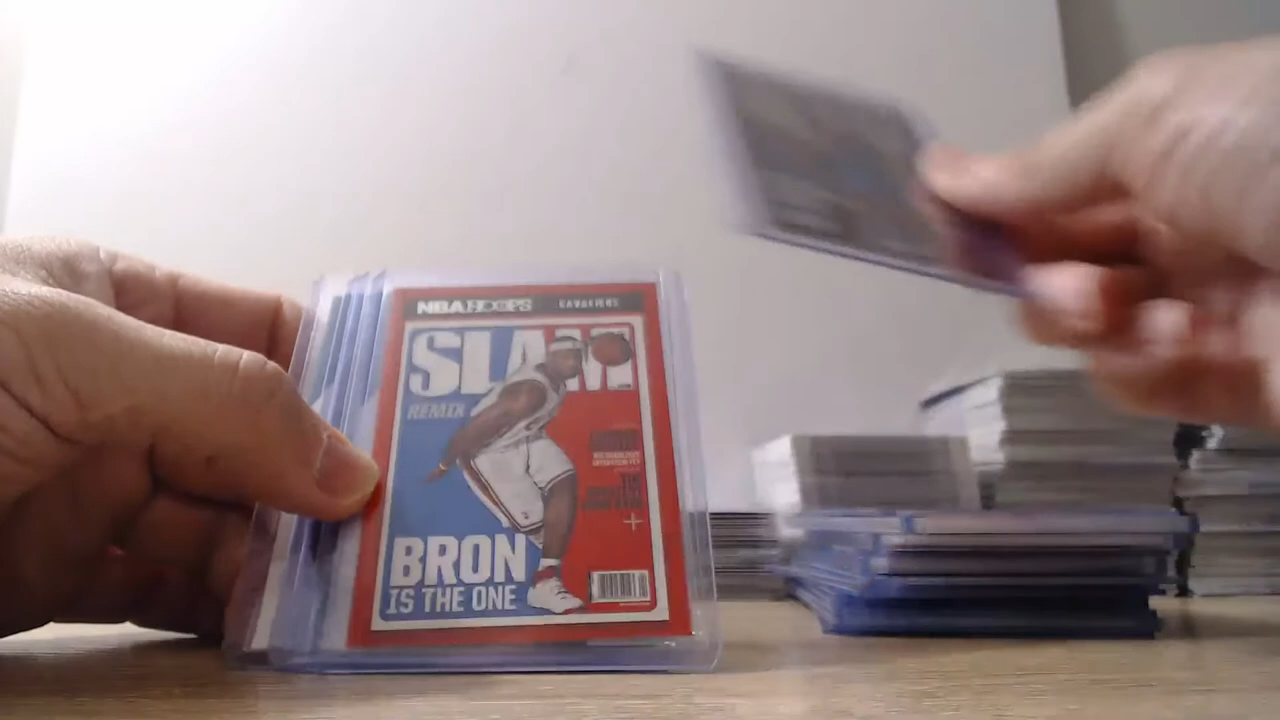 NBA HOOPS CAVALIERS
SLAM
REMIX
BRON
IS THE ONE